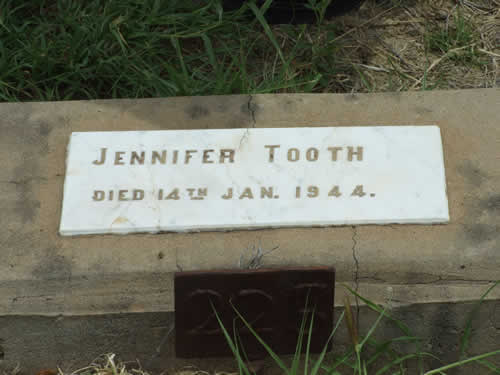 JENNIFER TOOTH
DIED 14TH JAN. 1944.